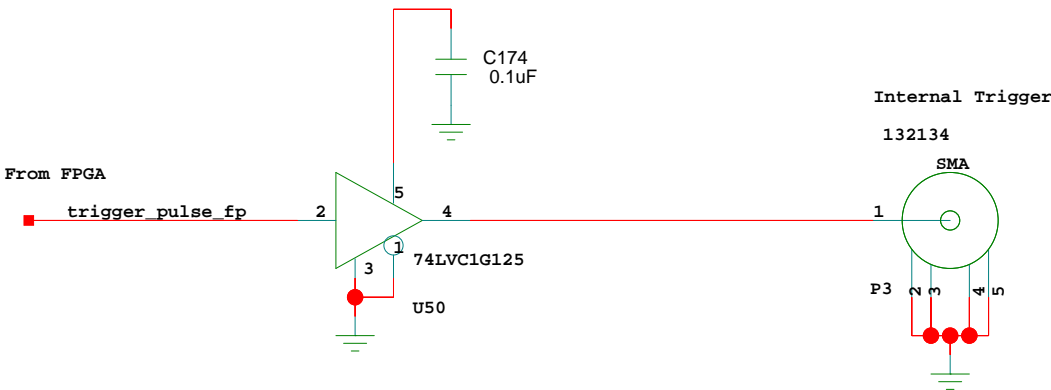 C174
0.1uF
Internal Trigger
132134
SMA
From FPGA
trigger_pulse_fp
2
5
4
1
3
1
74LVC1G125
U50
P3
2
3
4
5